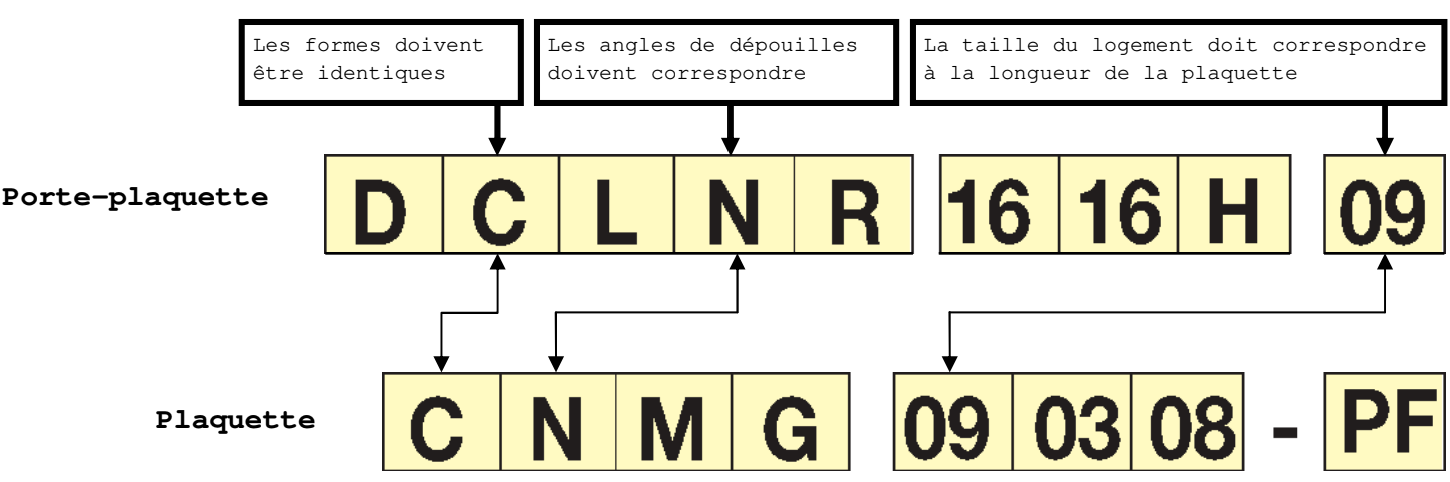 Les formes doivent
être identiques
Les angles de dépouilles
doivent correspondre
La taille du logement doit correspondre
à la longueur de la plaquette
Porte-plaquette D C L N R 16 16 H 09
Plaquette C N M G 09 03 08 - PF